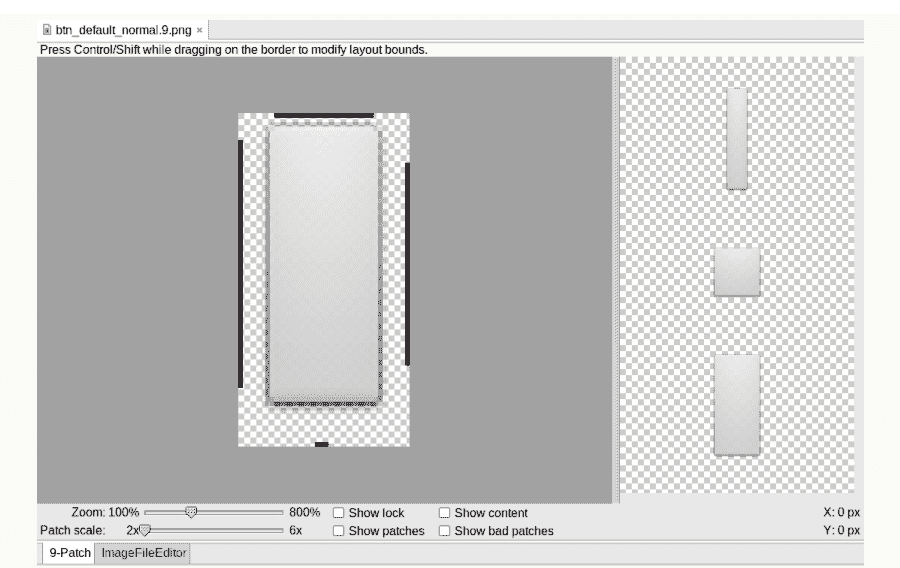 btn_default_normal.9.png ×
Press Control/Shift while dragging on the border to modify layout bounds.
Zoom: 100% 800% Show lock Show content X: 0 px
Patch scale: 2x 6x Show patches Show bad patches Y: 0 px
9-Patch ImageFileEditor